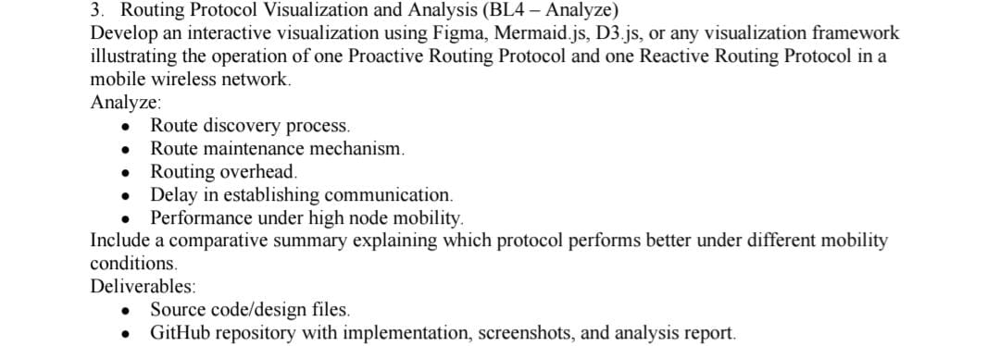 3. Routing Protocol Visualization and Analysis (BL4 – Analyze)
Develop an interactive visualization using Figma, Mermaid.js, D3.js, or any visualization framework
illustrating the operation of one Proactive Routing Protocol and one Reactive Routing Protocol in a
mobile wireless network.
Analyze:
• Route discovery process.
• Route maintenance mechanism.
• Routing overhead.
• Delay in establishing communication.
• Performance under high node mobility.
Include a comparative summary explaining which protocol performs better under different mobility
conditions.
Deliverables:
• Source code/design files.
• GitHub repository with implementation, screenshots, and analysis report.